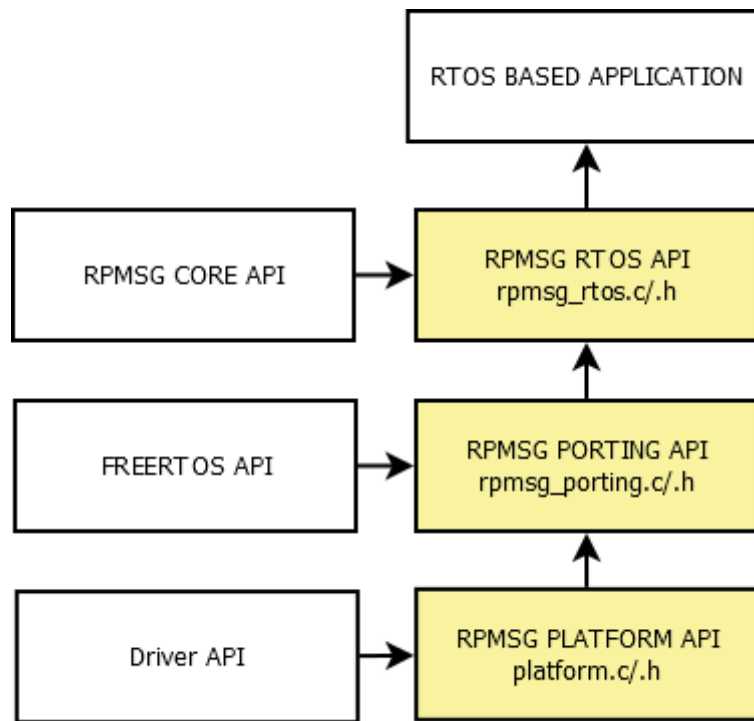 RTOS BASED APPLICATION
RPMSG CORE API
RPMSG RTOS API
rpmsg_rtos.c/.h
FREERTOS API
RPMSG PORTING API
rpmsg_porting.c/.h
Driver API
RPMSG PLATFORM API
platform.c/.h